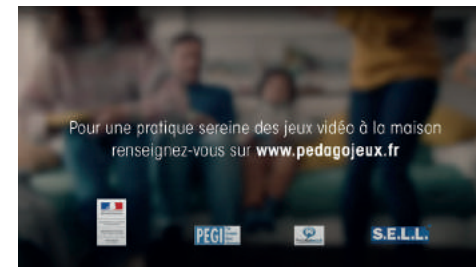 Pour une pratique sereine des jeux vidéo à la maison
renseignez-vous sur www.pedagojeux.fr
PEGI
S.E.L.L.